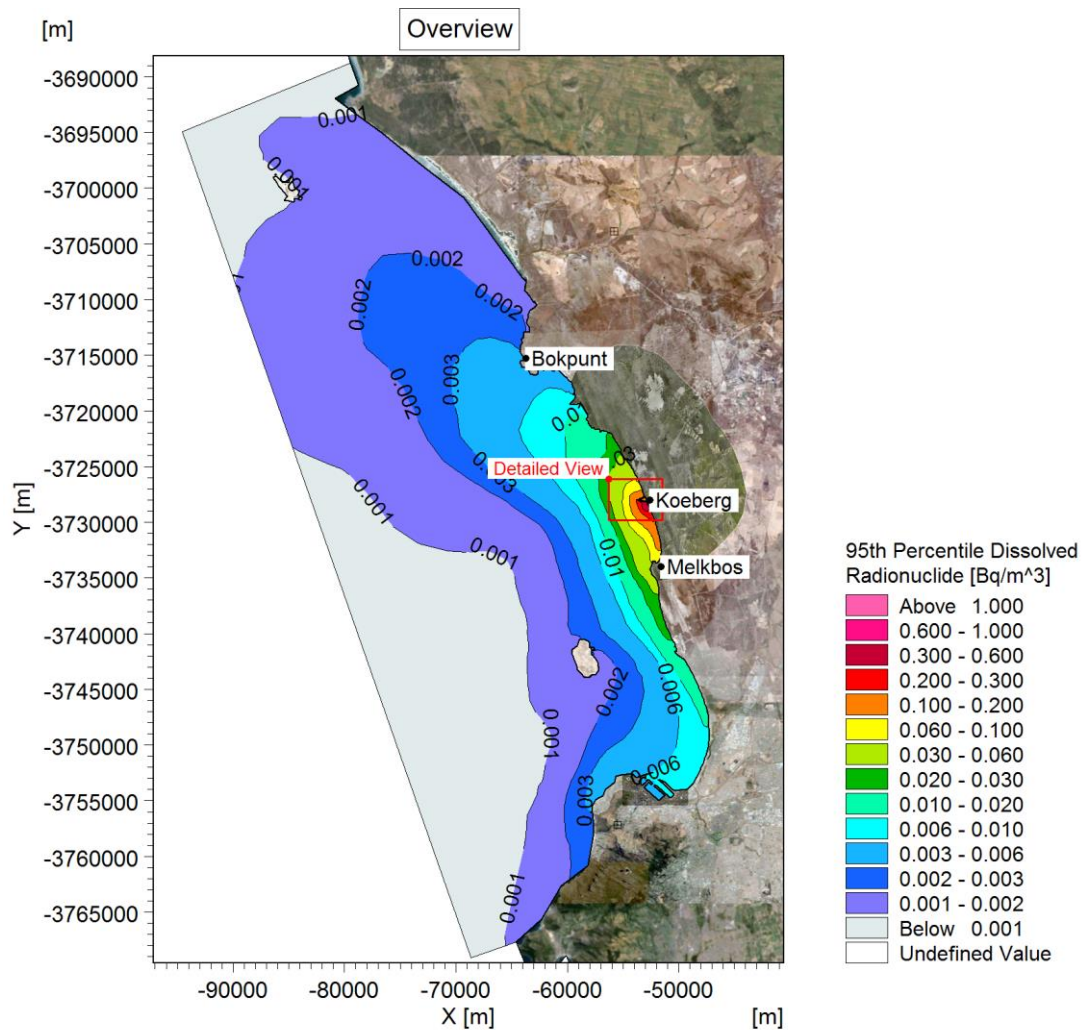 [m]
Overview
-3690000
-3695000
-3700000
-3705000
-3710000
-3715000
-3720000
-3725000
-3730000
-3735000
-3740000
-3745000
-3750000
-3755000
-3760000
-3765000
Y [m]
0.001
0.001
0.002
0.002
0.002
Bokpunt
0.003
0.002
Detailed View
Koeberg
0.001
0.001
0.01
Melkbos
0.002
0.006
0.001
0.006
0.003
0.001
-90000 -80000 -70000 -60000 -50000
X [m] [m]
95th Percentile Dissolved
Radionuclide [Bq/m^3]
Above 1.000
0.600 - 1.000
0.300 - 0.600
0.200 - 0.300
0.100 - 0.200
0.060 - 0.100
0.030 - 0.060
0.020 - 0.030
0.010 - 0.020
0.006 - 0.010
0.003 - 0.006
0.002 - 0.003
0.001 - 0.002
Below 0.001
Undefined Value